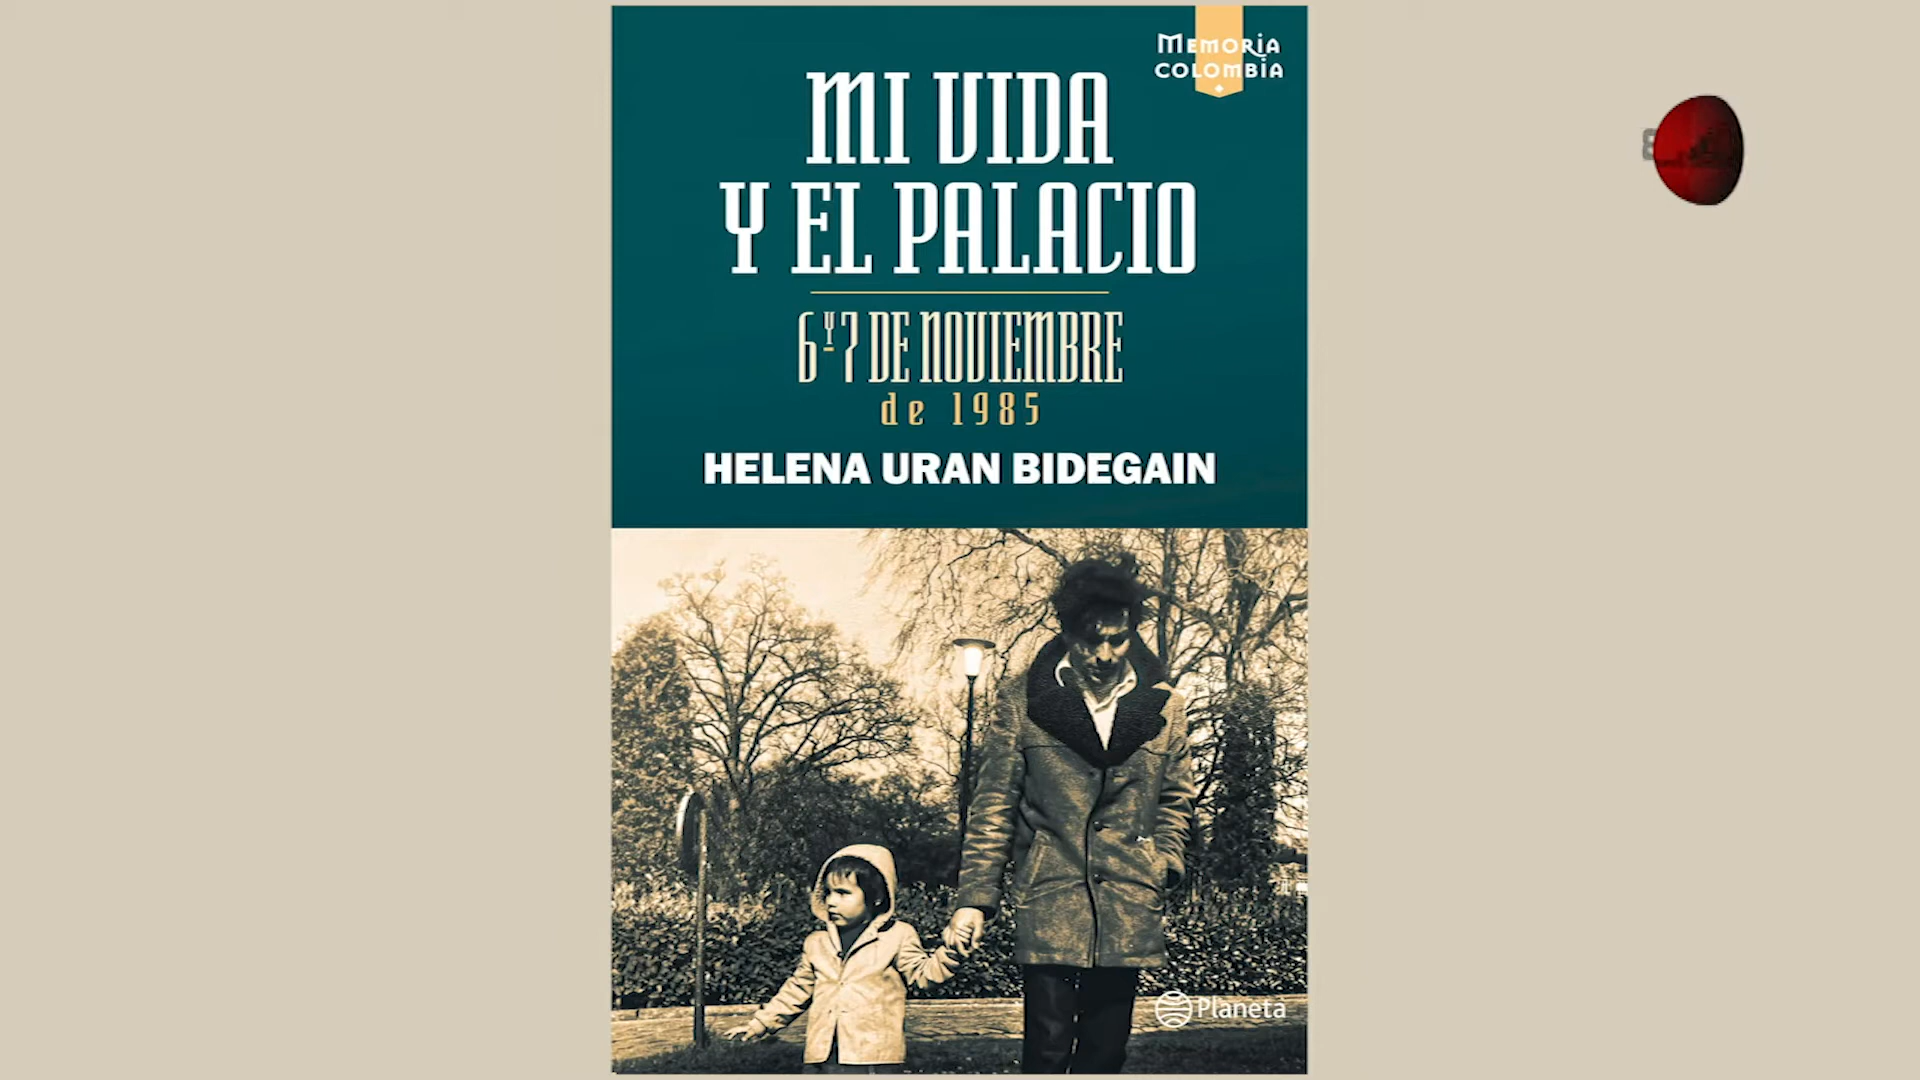 MEMORIA
COLOMBIA
MI VIDA
Y EL PALACIO
6 Y 7 DE NOVIEMBRE
de 1985
HELENA URAN BIDEGAIN
Planeta